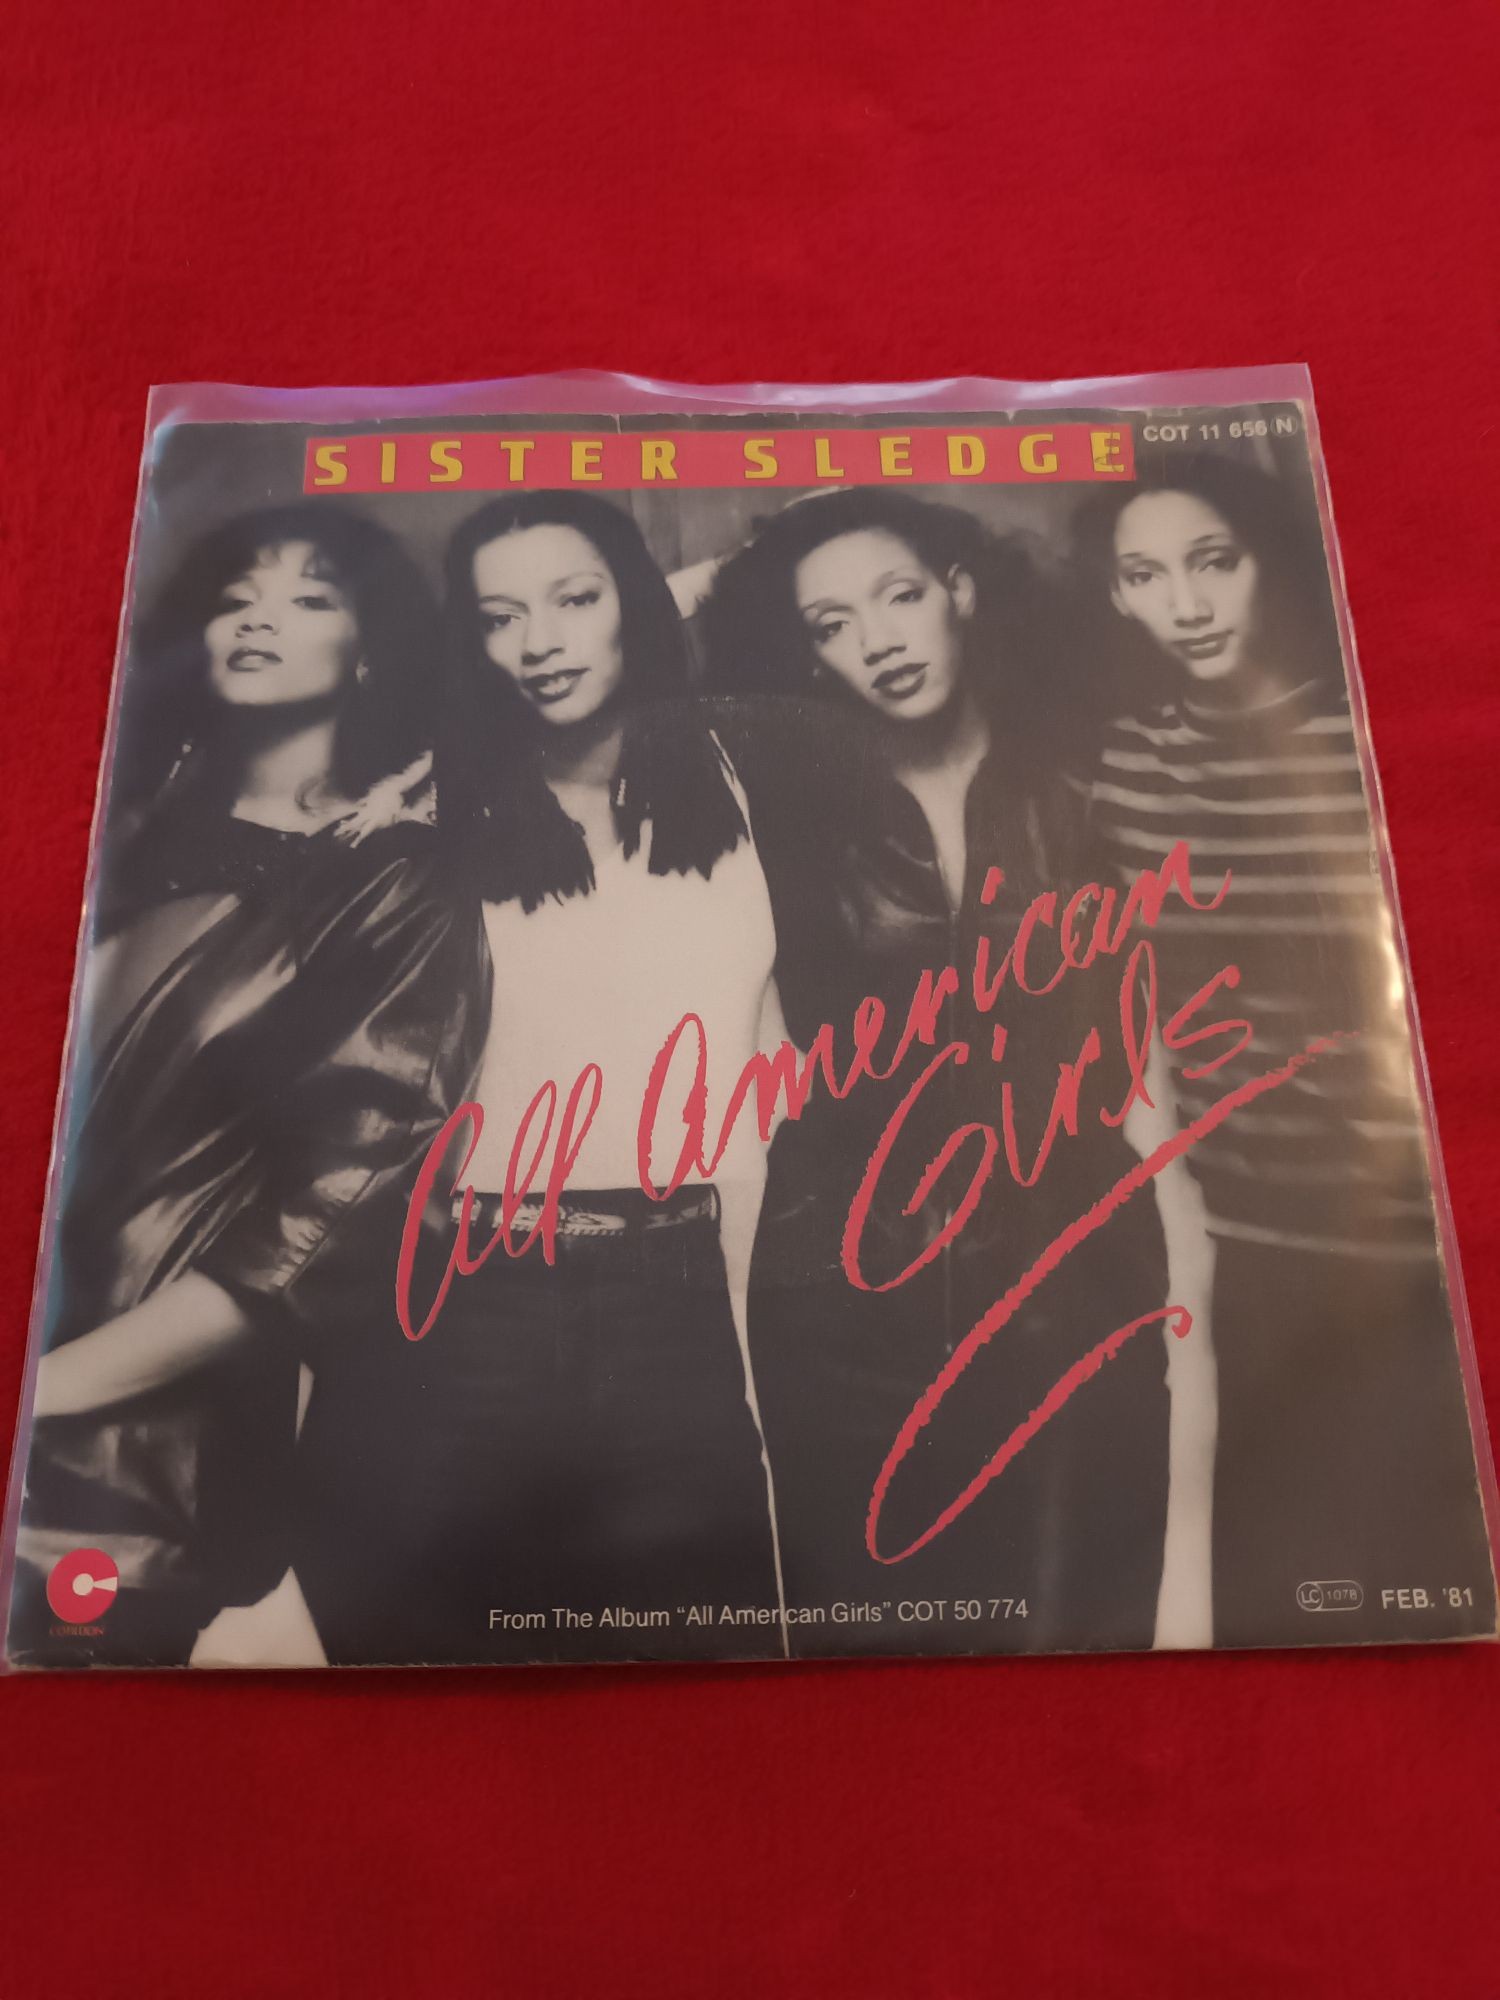 SISTER SLEDGE
COT 11 656 N
All American
Girls
COTILLION
From The Album "All American Girls" COT 50 774
LC 1078
FEB. '81